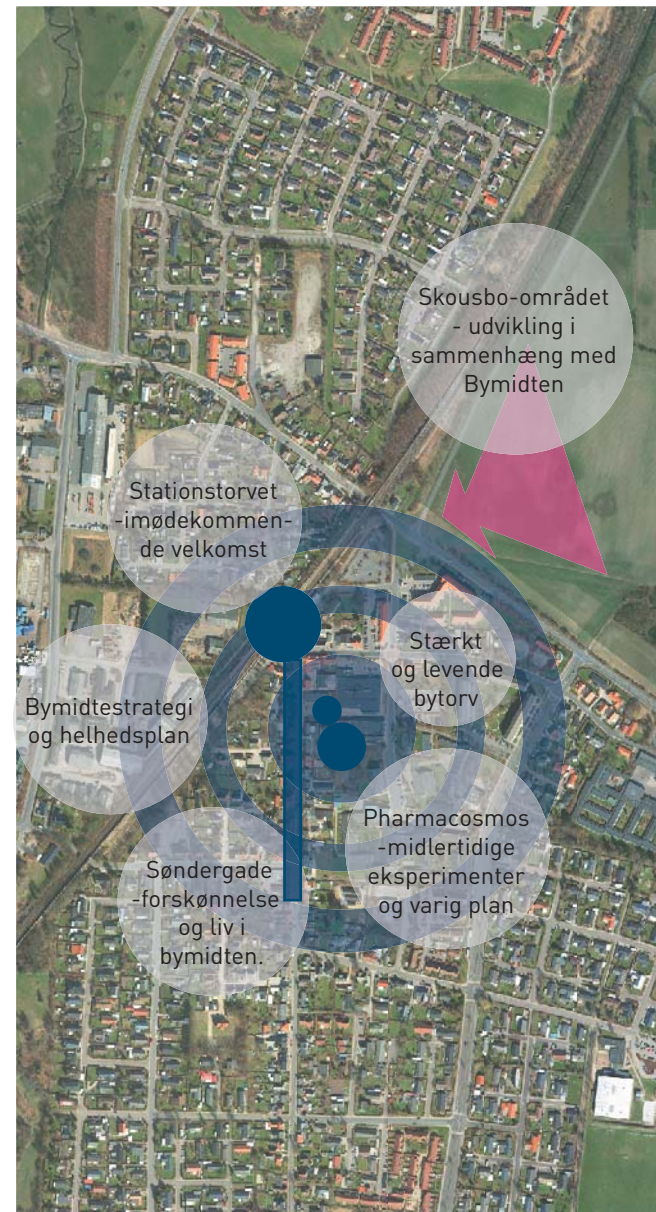 Skousbo-området
- udvikling i
sammenhæng med
Bymidten
Stationstorvet
-imødekommen-
de velkomst
Stærkt
og levende
bytorv
Bymidtestrategi
og helhedsplan
Pharmacosmos
-midlertidige
eksperimenter
og varig plan
Søndergade
-forskønnelse
og liv i
bymidten.